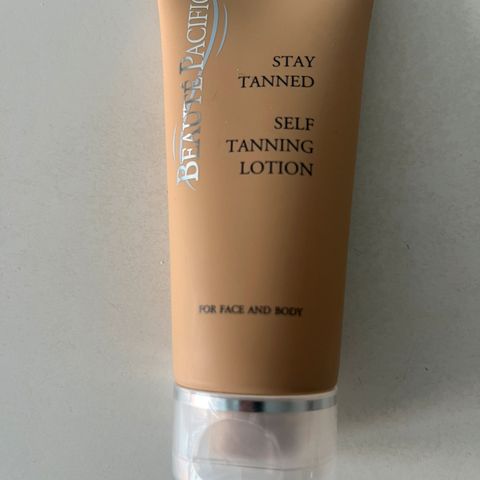 BEAUTÉ PACIFIQUE
STAY
TANNED
SELF
TANNING
LOTION
FOR FACE AND BODY